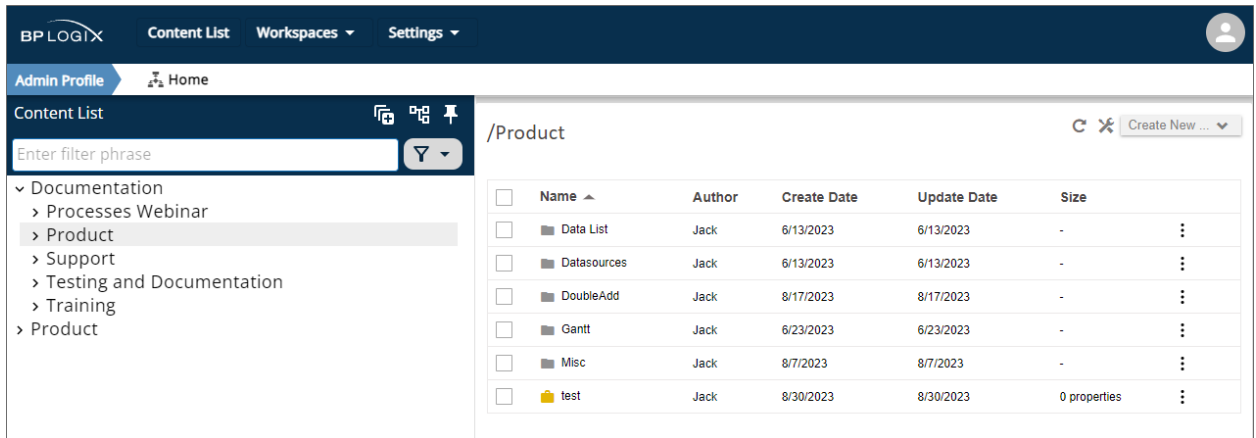 BPLOGIX Content List Workspaces Settings
Admin Profile Home
Content List
Enter filter phrase
Documentation
Processes Webinar
Product
Support
Testing and Documentation
Training
Product
/Product
Create New ...
Name Author Create Date Update Date Size
Data List Jack 6/13/2023 6/13/2023 -
Datasources Jack 6/13/2023 6/13/2023 -
DoubleAdd Jack 8/17/2023 8/17/2023 -
Gantt Jack 6/23/2023 6/23/2023 -
Misc Jack 8/7/2023 8/7/2023 -
test Jack 8/30/2023 8/30/2023 0 properties